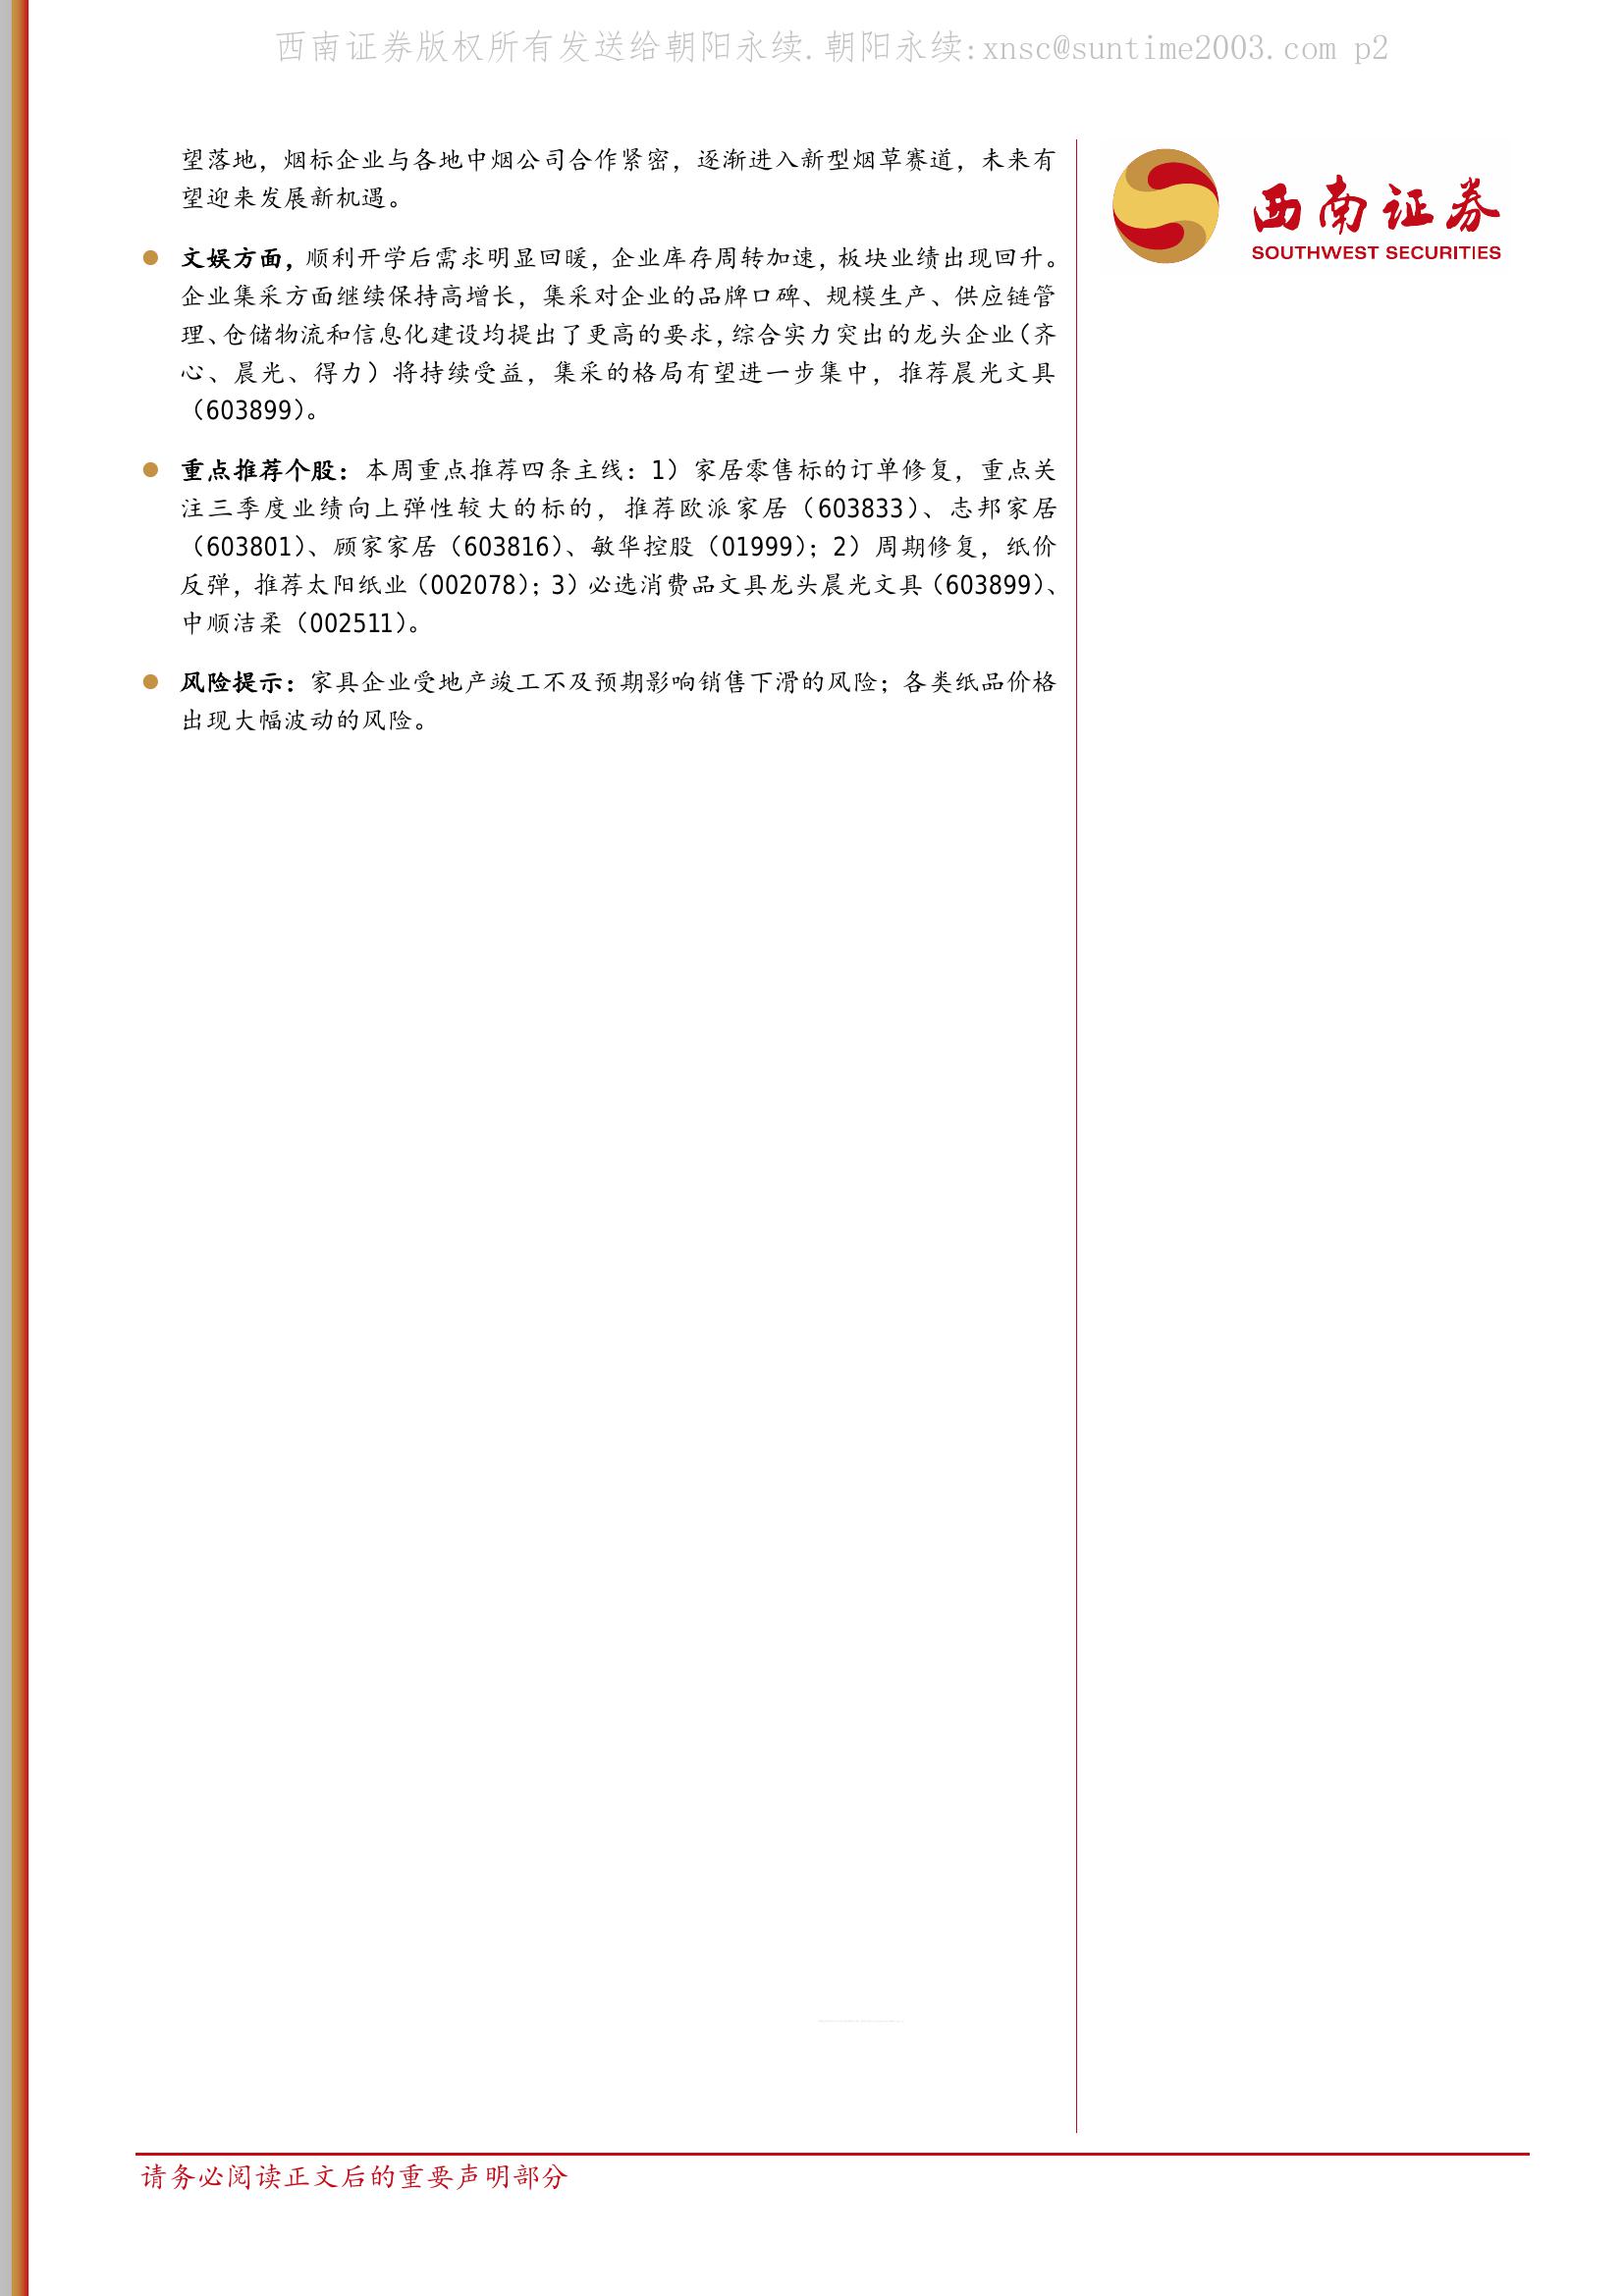 西南证券版权所有发送给朝阳永续.朝阳永续:xnsc@suntime2003.com p2
西南证券
SOUTHWEST SECURITIES
望落地，烟标企业与各地中烟公司合作紧密，逐渐进入新型烟草赛道，未来有
望迎来发展新机遇。
文娱方面，顺利开学后需求明显回暖，企业库存周转加速，板块业绩出现回升。
企业集采方面继续保持高增长，集采对企业的品牌口碑、规模生产、供应链管
理、仓储物流和信息化建设均提出了更高的要求，综合实力突出的龙头企业（齐
心、晨光、得力）将持续受益，集采的格局有望进一步集中，推荐晨光文具
（603899）。
重点推荐个股：本周重点推荐四条主线：1）家居零售标的订单修复，重点关
注三季度业绩向上弹性较大的标的，推荐欧派家居（603833）、志邦家居
（603801）、顾家家居（603816）、敏华控股（01999）；2）周期修复，纸价
反弹，推荐太阳纸业（002078）；3）必选消费品文具龙头晨光文具（603899）、
中顺洁柔（002511）。
风险提示：家具企业受地产竣工不及预期影响销售下滑的风险；各类纸品价格
出现大幅波动的风险。
请务必阅读正文后的重要声明部分